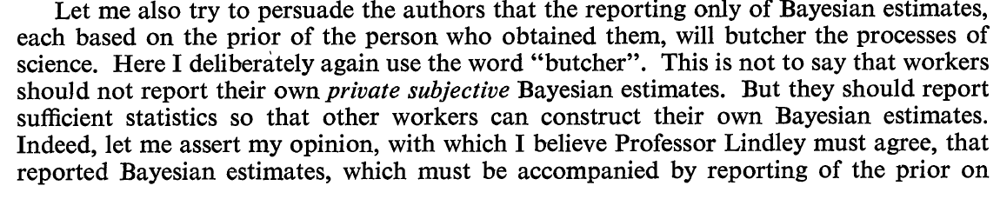 Let me also try to persuade the authors that the reporting only of Bayesian estimates,
each based on the prior of the person who obtained them, will butcher the processes of
science. Here I deliberately again use the word “butcher”. This is not to say that workers
should not report their own private subjective Bayesian estimates. But they should report
sufficient statistics so that other workers can construct their own Bayesian estimates.
Indeed, let me assert my opinion, with which I believe Professor Lindley must agree, that
reported Bayesian estimates, which must be accompanied by reporting of the prior on